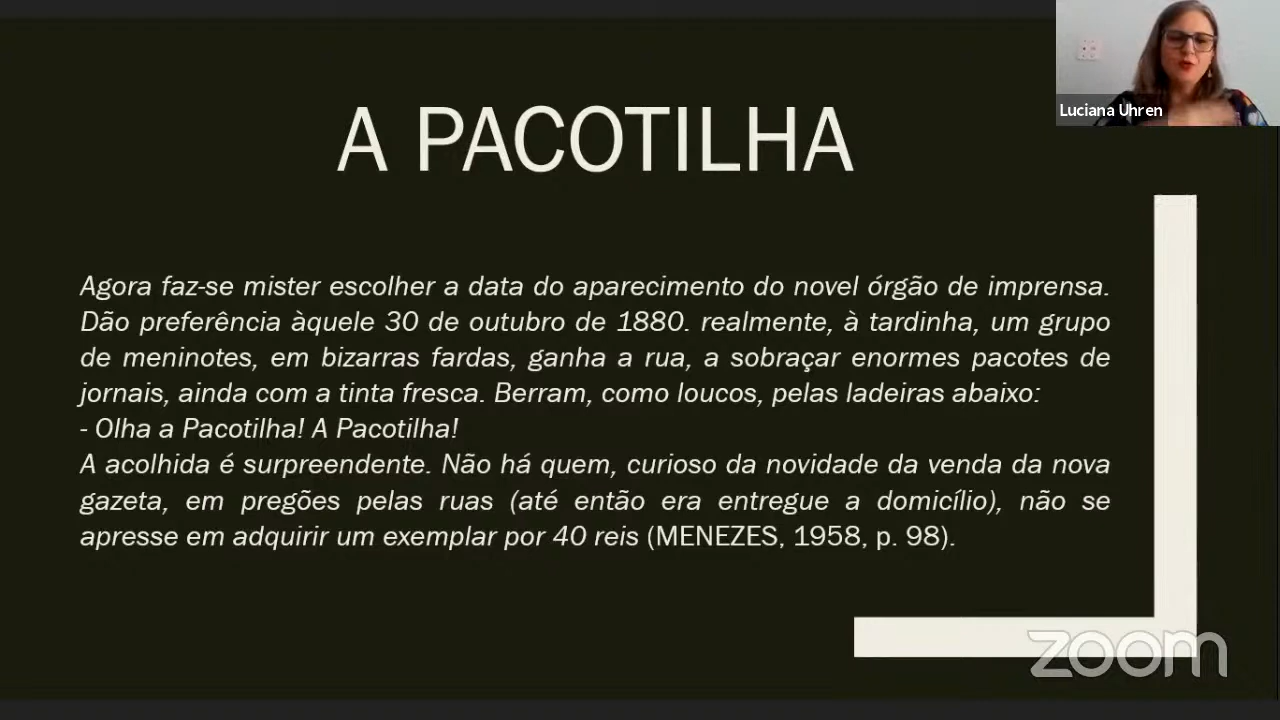 Luciana Uhren
A PACOTILHA
Agora faz-se mister escolher a data do aparecimento do novel órgão de imprensa.
Dão preferência àquele 30 de outubro de 1880. realmente, à tardinha, um grupo
de meninotes, em bizarras fardas, ganha a rua, a sobraçar enormes pacotes de
jornais, ainda com a tinta fresca. Berram, como loucos, pelas ladeiras abaixo:
- Olha a Pacotilha! A Pacotilha!
A acolhida é surpreendente. Não há quem, curioso da novidade da venda da nova
gazeta, em pregões pelas ruas (até então era entregue a domicílio), não se
apresse em adquirir um exemplar por 40 reis (MENEZES, 1958, p. 98).
zoom